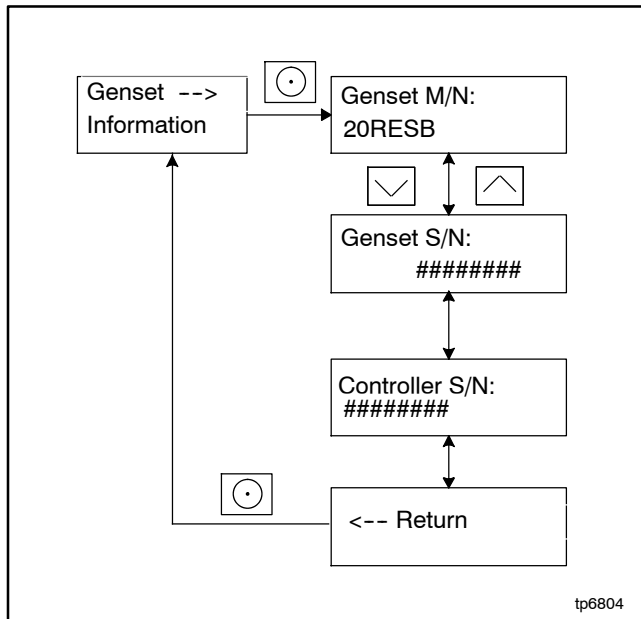 Genset -->
Information
Genset M/N:
20RESB
Genset S/N:
########
Controller S/N:
########
<-- Return
tp6804